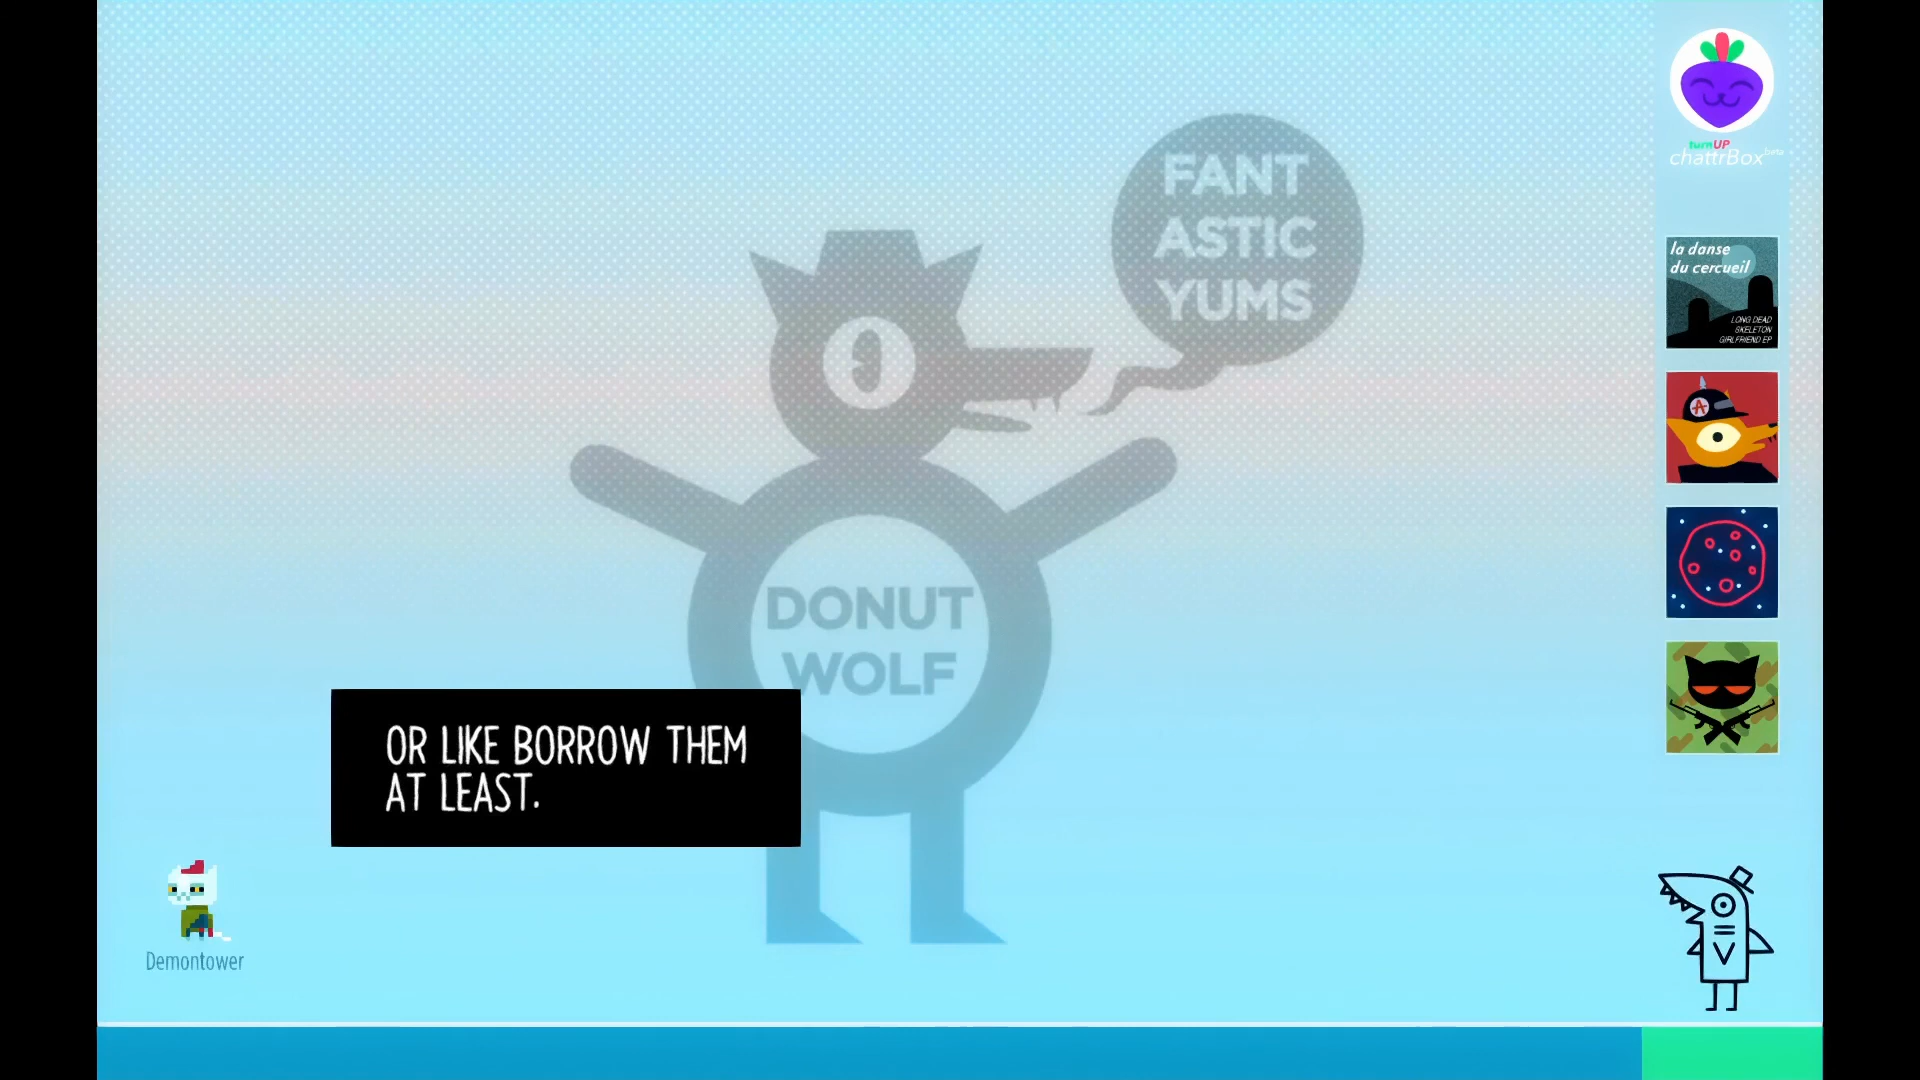 FANT
ASTIC
YUMS
DONUT
WOLF
OR LIKE BORROW THEM
AT LEAST.
Demontower
turnUP
chattrBox beta
la danse
du cercueil
LONG DEAD
SKELETON
GIRLFRIEND EP
A